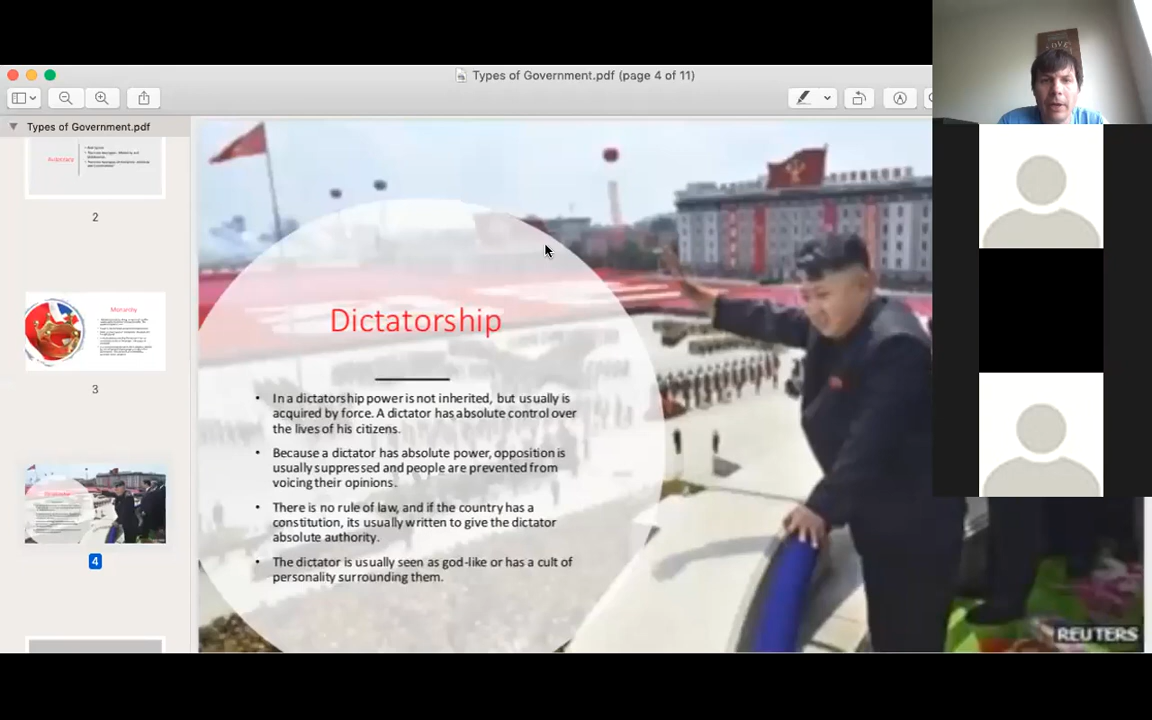 Types of Government.pdf (page 4 of 11)
Types of Government.pdf
Autocracy
2
Monarchy
3
4
Dictatorship
• In a dictatorship power is not inherited, but usually is
acquired by force. A dictator has absolute control over
the lives of his citizens.
• Because a dictator has absolute power, opposition is
usually suppressed and people are prevented from
voicing their opinions.
• There is no rule of law, and if the country has a
constitution, its usually written to give the dictator
absolute authority.
• The dictator is usually seen as god-like or has a cult of
personality surrounding them.
REUTERS
LOVE